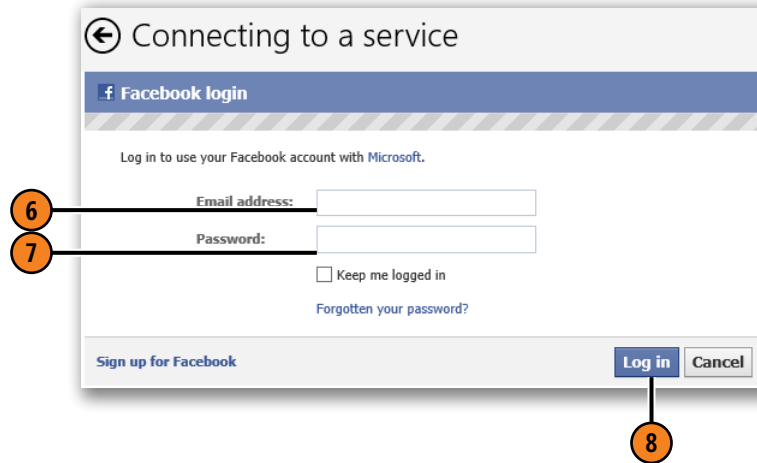 Connecting to a service
f Facebook login
Log in to use your Facebook account with Microsoft.
6 Email address:
7 Password:
Keep me logged in
Forgotten your password?
Sign up for Facebook Log in Cancel
8